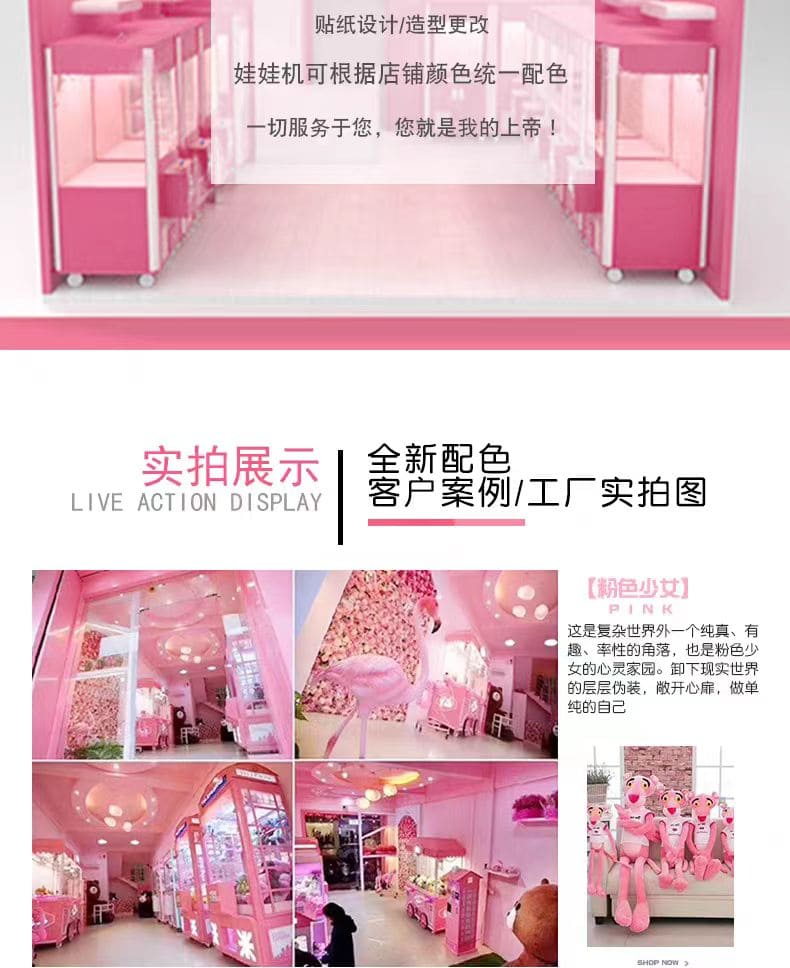 贴纸设计/造型更改
娃娃机可根据店铺颜色统一配色
一切服务于您，您就是我的上帝！
实拍展示
LIVE ACTION DISPLAY
全新配色
客户案例/工厂实拍图
【粉色少女】
PINK
这是复杂世界外一个纯真、有
趣、率性的角落，也是粉色少
女的心灵家园。卸下现实世界
的层层伪装，敞开心扉，做单
纯的自己
SHOP NOW >